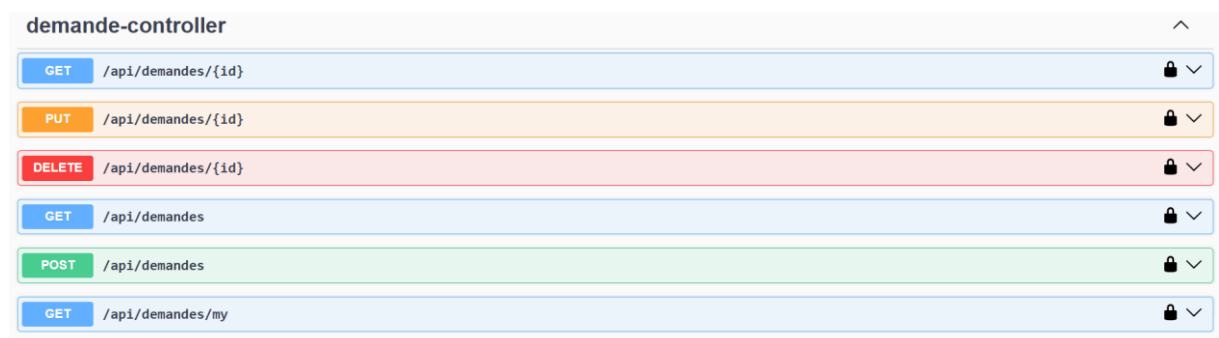 demande-controller
GET /api/demandes/{id}
PUT /api/demandes/{id}
DELETE /api/demandes/{id}
GET /api/demandes
POST /api/demandes
GET /api/demandes/my